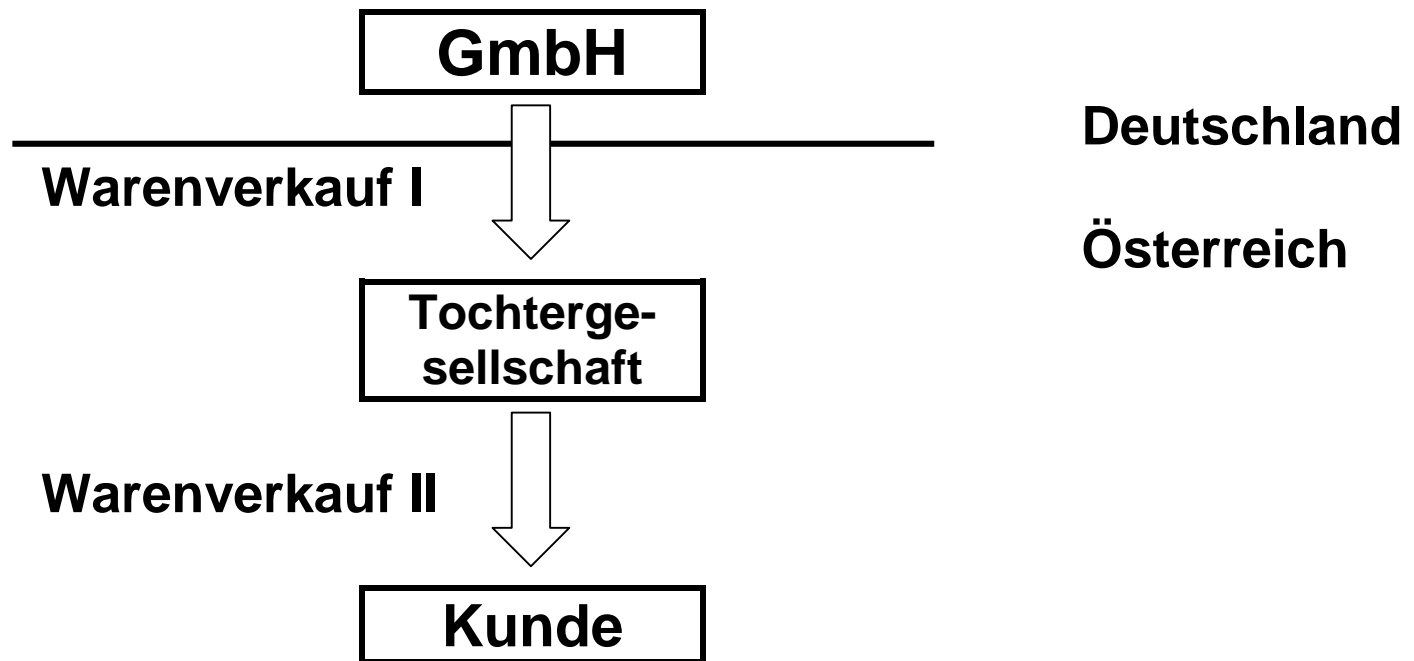 GmbH
Deutschland
Warenverkauf I
Österreich
Tochterge-
sellschaft
Warenverkauf II
Kunde